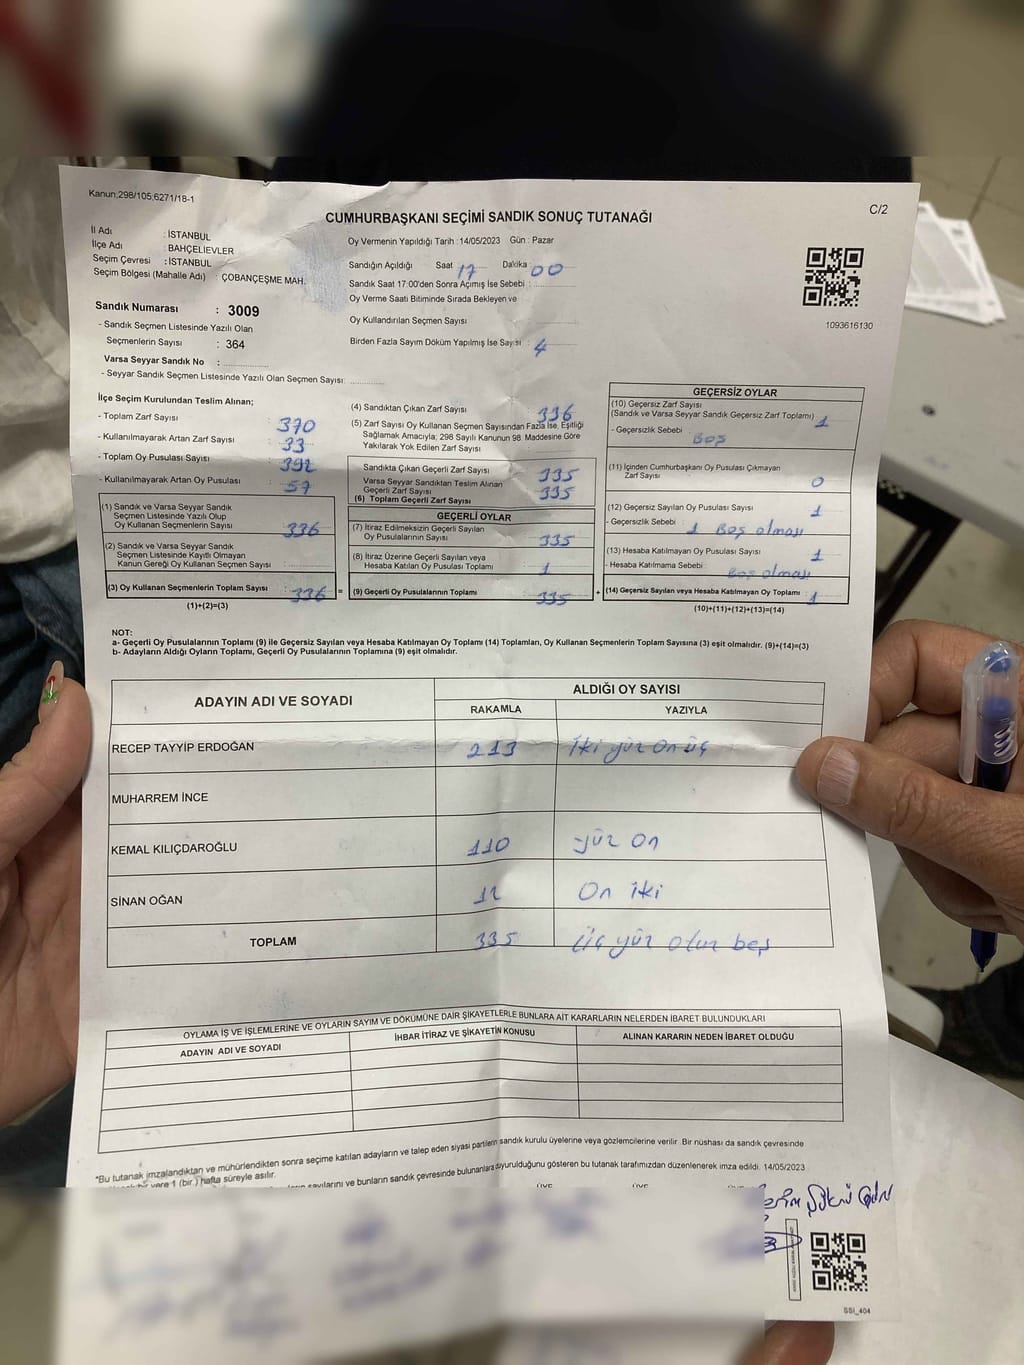 Kanun;298/105,6271/18-1
C/2
CUMHURBAŞKANI SEÇİMİ SANDIK SONUÇ TUTANAĞI
İl Adı : İSTANBUL
İlçe Adı : BAHÇELİEVLER
Seçim Çevresi : İSTANBUL
Seçim Bölgesi (Mahalle Adı) : ÇOBANÇEŞME MAH.
Sandık Numarası : 3009
- Sandık Seçmen Listesinde Yazılı Olan
Seçmenlerin Sayısı : 364
Varsa Seyyar Sandık No :
- Seyyar Sandık Seçmen Listesinde Yazılı Olan Seçmen Sayısı:
Oy Vermenin Yapıldığı Tarih : 14/05/2023 Gün : Pazar
Sandığın Açıldığı Saat 17 Dakika 00
Sandık Saat 17:00'den Sonra Açımış İse Sebebi :
Oy Verme Saati Bitiminde Sırada Bekleyen ve
Oy Kullandırılan Seçmen Sayısı
Birden Fazla Sayım Döküm Yapılmış İse Sayısı : 4
1093616130
İlçe Seçim Kurulundan Teslim Alınan;
- Toplam Zarf Sayısı 370
- Kullanılmayarak Artan Zarf Sayısı 33
- Toplam Oy Pusulası Sayısı 392
- Kullanılmayarak Artan Oy Pusulası 57
(1) Sandık ve Varsa Seyyar Sandık
Seçmen Listesinde Yazılı Olup
Oy Kullanan Seçmenlerin Sayısı 336
(2) Sandık ve Varsa Seyyar Sandık
Seçmen Listesinde Kayıtlı Olmayan
Kanun Gereği Oy Kullanan Seçmen Sayısı
(3) Oy Kullanan Seçmenlerin Toplam Sayısı 336 =
(1)+(2)=(3)
(4) Sandıktan Çıkan Zarf Sayısı 336
(5) Zarf Sayısı Oy Kullanan Seçmen Sayısından Fazla İse, Eşitliği
Sağlamak Amacıyla; 298 Sayılı Kanunun 98. Maddesine Göre
Yakılarak Yok Edilen Zarf Sayısı
Sandıkta Çıkan Geçerli Zarf Sayısı 335
Varsa Seyyar Sandıktan Teslim Alınan
Geçerli Zarf Sayısı 335
(6) Toplam Geçerli Zarf Sayısı
GEÇERLİ OYLAR
(7) İtiraz Edilmeksizin Geçerli Sayılan
Oy Pusulalarının Sayısı 335
(8) İtiraz Üzerine Geçerli Sayılan veya
Hesaba Katılan Oy Pusulası Toplamı 1
(9) Geçerli Oy Pusulalarının Toplamı 335 +
GEÇERSİZ OYLAR
(10) Geçersiz Zarf Sayısı
(Sandık ve Varsa Seyyar Sandık Geçersiz Zarf Toplamı) 1
- Geçersizlik Sebebi : Boş
(11) İçinden Cumhurbaşkanı Oy Pusulası Çıkmayan
Zarf Sayısı 0
(12) Geçersiz Sayılan Oy Pusulası Sayısı 1
- Geçersizlik Sebebi : 1 Boş olması
(13) Hesaba Katılmayan Oy Pusulası Sayısı 1
- Hesaba Katılmama Sebebi : Boş olması
(14) Geçersiz Sayılan veya Hesaba Katılmayan Oy Toplamı 1
(10)+(11)+(12)+(13)=(14)
NOT:
a- Geçerli Oy Pusulalarının Toplamı (9) ile Geçersiz Sayılan veya Hesaba Katılmayan Oy Toplamı (14) Toplamları, Oy Kullanan Seçmenlerin Toplam Sayısına (3) eşit olmalıdır. (9)+(14)=(3)
b- Adayların Aldığı Oyların Toplamı, Geçerli Oy Pusulalarının Toplamına (9) eşit olmalıdır.
ADAYIN ADI VE SOYADI
ALDIĞI OY SAYISI
RAKAMLA YAZIYLA
RECEP TAYYİP ERDOĞAN 213 İki yüz on üç
MUHARREM İNCE
KEMAL KILIÇDAROĞLU 110 yüz on
SİNAN OĞAN 12 On iki
TOPLAM 335 Üç yüz otuz beş
OYLAMA İŞ VE İŞLEMLERİNE VE OYLARIN SAYIM VE DÖKÜMÜNE DAİR ŞİKAYETLERLE BUNLARA AİT KARARLARIN NELERDEN İBARET BULUNDUKLARI
ADAYIN ADI VE SOYADI İHBAR İTİRAZ VE ŞİKAYETİN KONUSU ALINAN KARARIN NEDEN İBARET OLDUĞU
*Bu tutanak imzalandıktan ve mühürlendikten sonra seçime katılan adayların ve talep eden siyasi partilerin sandık kurulu üyelerine veya gözlemcilerine verilir. Bir nüshası da sandık çevresinde
yere 1 (bir) hafta süreyle asılır.
sayılarını ve bunların sandık çevresinde bulunanlara duyurulduğunu gösteren bu tutanak tarafımızdan düzenlenerek imza edildi. 14/05/2023
ÜYE ÜYE
SSI_404